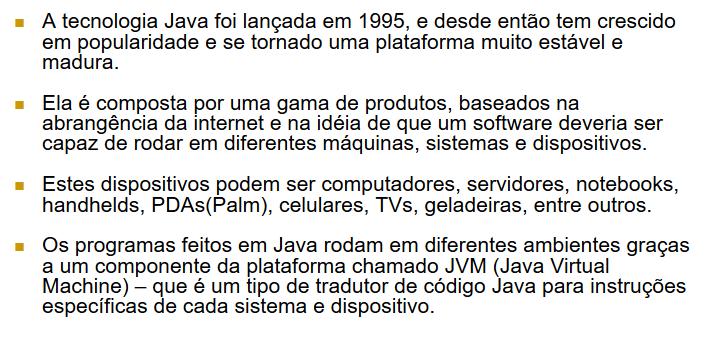 A tecnologia Java foi lançada em 1995, e desde então tem crescido
em popularidade e se tornado uma plataforma muito estável e
madura.
Ela é composta por uma gama de produtos, baseados na
abrangência da internet e na idéia de que um software deveria ser
capaz de rodar em diferentes máquinas, sistemas e dispositivos.
Estes dispositivos podem ser computadores, servidores, notebooks,
handhelds, PDAs(Palm), celulares, TVs, geladeiras, entre outros.
Os programas feitos em Java rodam em diferentes ambientes graças
a um componente da plataforma chamado JVM (Java Virtual
Machine) – que é um tipo de tradutor de código Java para instruções
específicas de cada sistema e dispositivo.